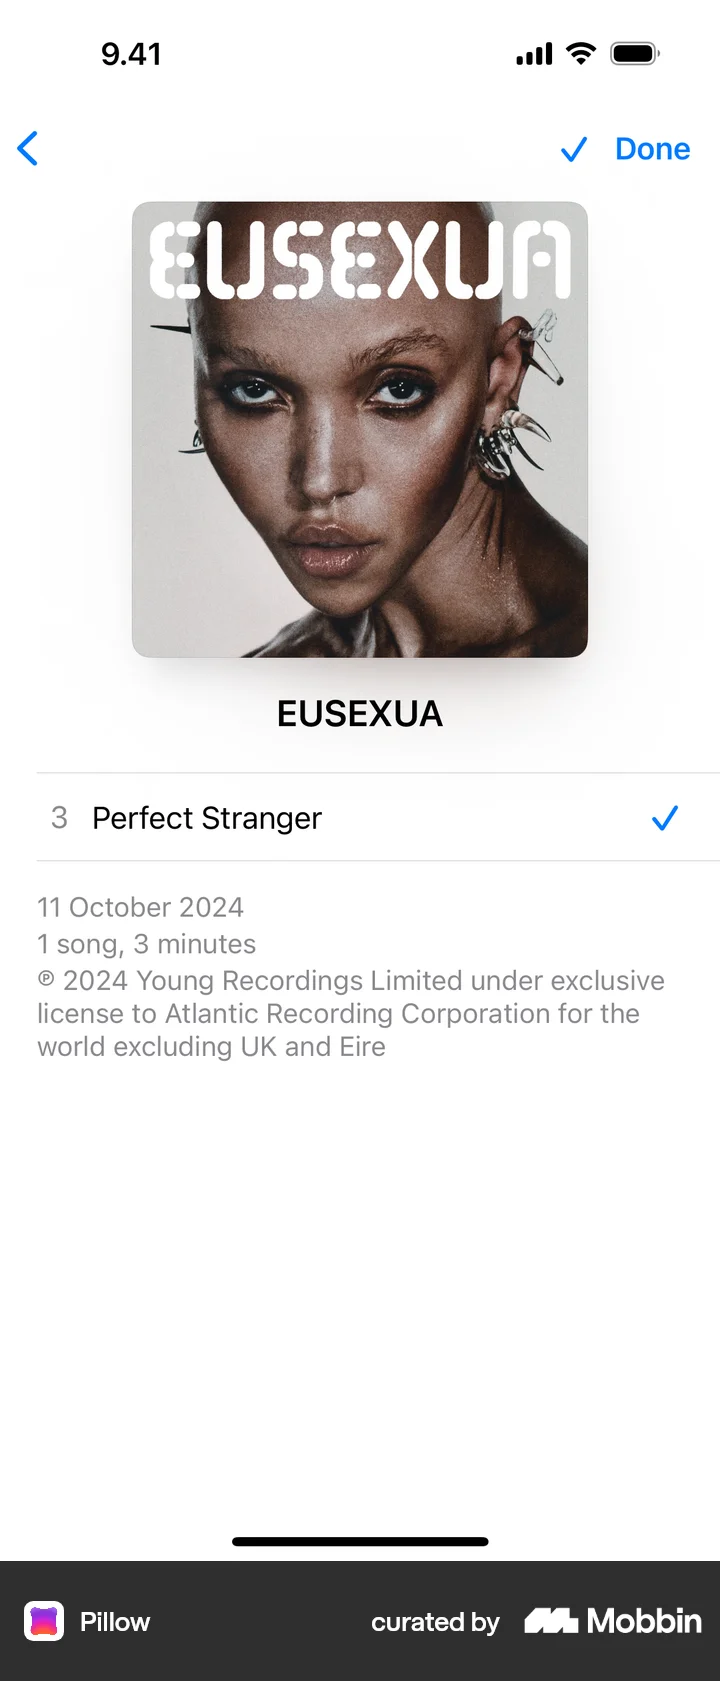 9.41
Done
EUSEXUA
EUSEXUA
3 Perfect Stranger
11 October 2024
1 song, 3 minutes
℗ 2024 Young Recordings Limited under exclusive
license to Atlantic Recording Corporation for the
world excluding UK and Eire
Pillow
curated by Mobbin